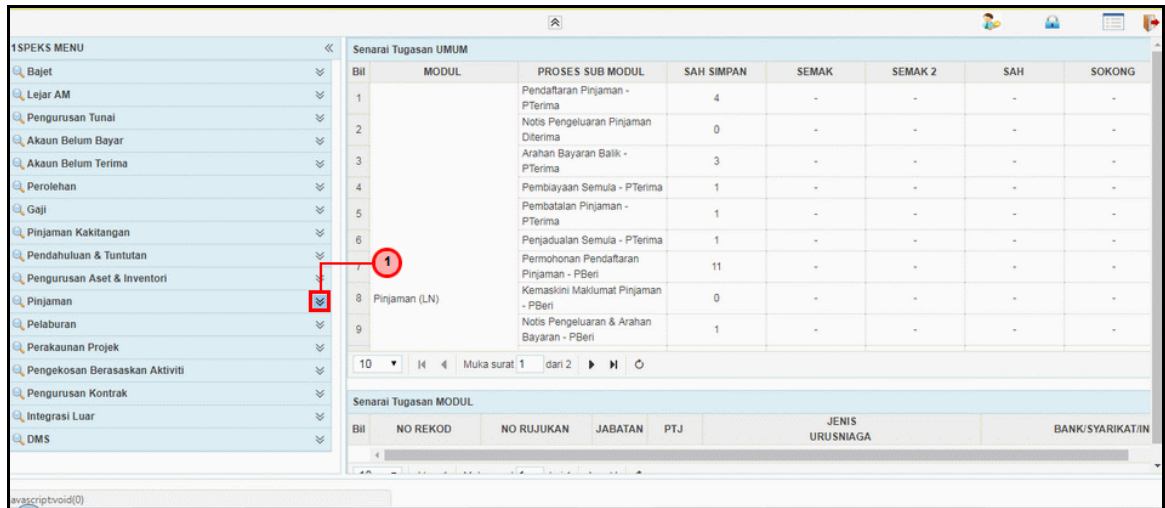 1SPEKS MENU
Bajet
Lejar AM
Pengurusan Tunai
Akaun Belum Bayar
Akaun Belum Terima
Perolehan
Gaji
Pinjaman Kakitangan
Pendahuluan & Tuntutan
Pengurusan Aset & Inventori
Pinjaman
Pelaburan
Perakaunan Projek
Pengekosan Berasaskan Aktiviti
Pengurusan Kontrak
Integrasi Luar
DMS
1
Senarai Tugasan UMUM
Bil MODUL PROSES SUB MODUL SAH SIMPAN SEMAK SEMAK 2 SAH SOKONG
1 Pendaftaran Pinjaman - PTerima 4 - - - -
2 Notis Pengeluaran Pinjaman Diterima 0 - - - -
3 Arahan Bayaran Balik - PTerima 3 - - - -
4 Pembiayaan Semula - PTerima 1 - - - -
5 Pembatalan Pinjaman - PTerima 1 - - - -
6 Penjadualan Semula - PTerima 1 - - - -
7 Permohonan Pendaftaran Pinjaman - PBeri 11 - - - -
8 Pinjaman (LN) Kemaskini Maklumat Pinjaman - PBeri 0 - - - -
9 Notis Pengeluaran & Arahan Bayaran - PBeri 1 - - - -
10 Muka surat 1 dari 2
Senarai Tugasan MODUL
Bil NO REKOD NO RUJUKAN JABATAN PTJ JENIS URUSNIAGA BANK/SYARIKAT/IN
avascript:void(0)